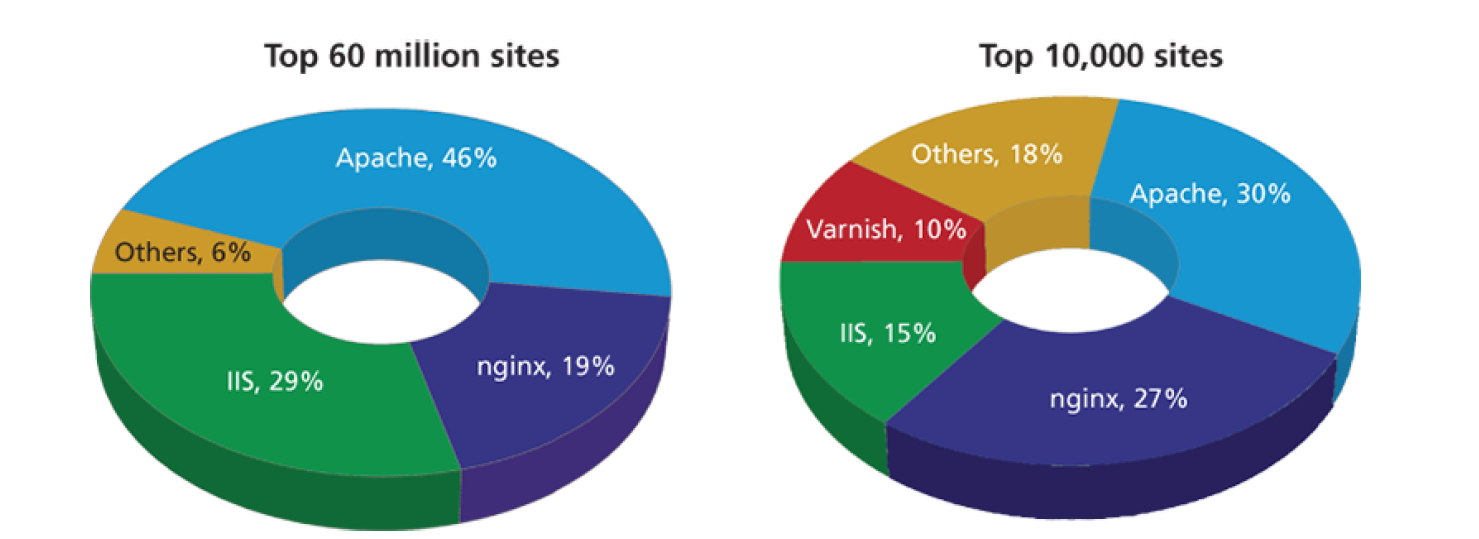 Top 60 million sites
Apache, 46%
Others, 6%
IIS, 29%
nginx, 19%
Top 10,000 sites
Others, 18%
Apache, 30%
Varnish, 10%
IIS, 15%
nginx, 27%